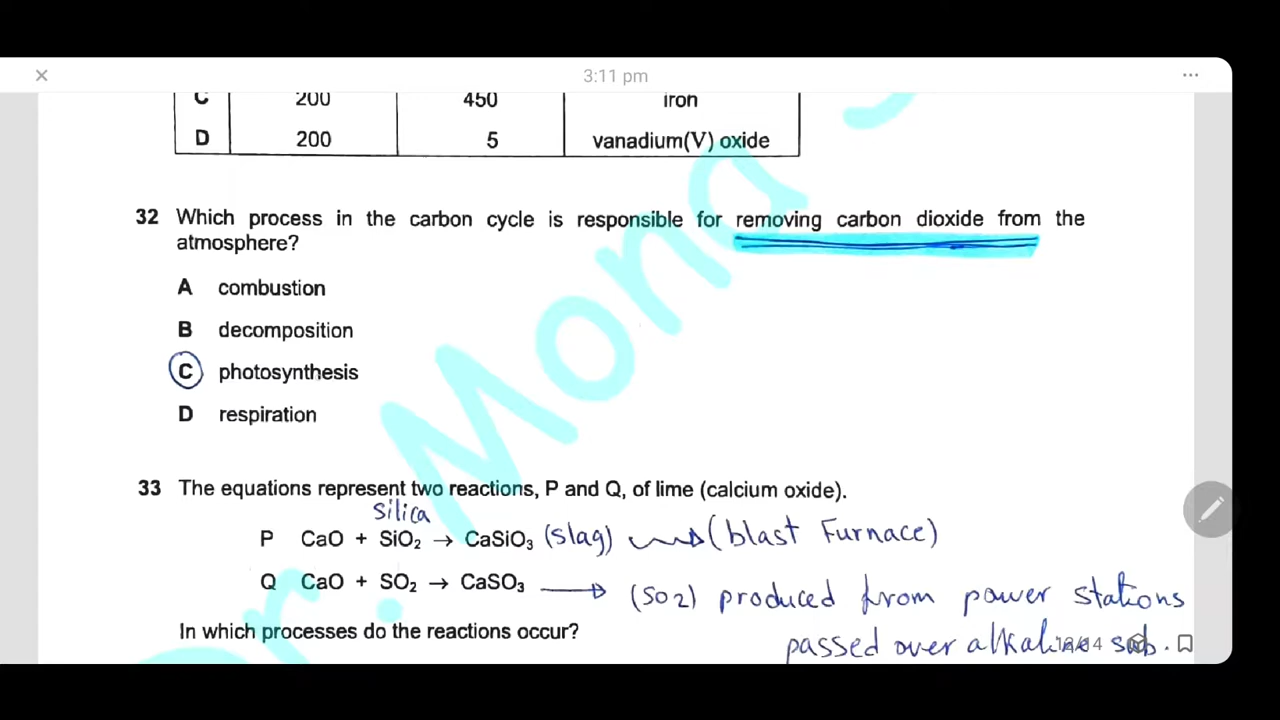 3:11 pm
C 200 450 iron
D 200 5 vanadium(V) oxide
32 Which process in the carbon cycle is responsible for removing carbon dioxide from the
atmosphere?
A combustion
B decomposition
C photosynthesis
D respiration
33 The equations represent two reactions, P and Q, of lime (calcium oxide).
silica
P CaO + SiO₂ → CaSiO₃ (slag) → (blast Furnace)
Q CaO + SO₂ → CaSO₃ → (SO2) produced from power stations
In which processes do the reactions occur?
passed over alkaline sub.
Dr. Mona